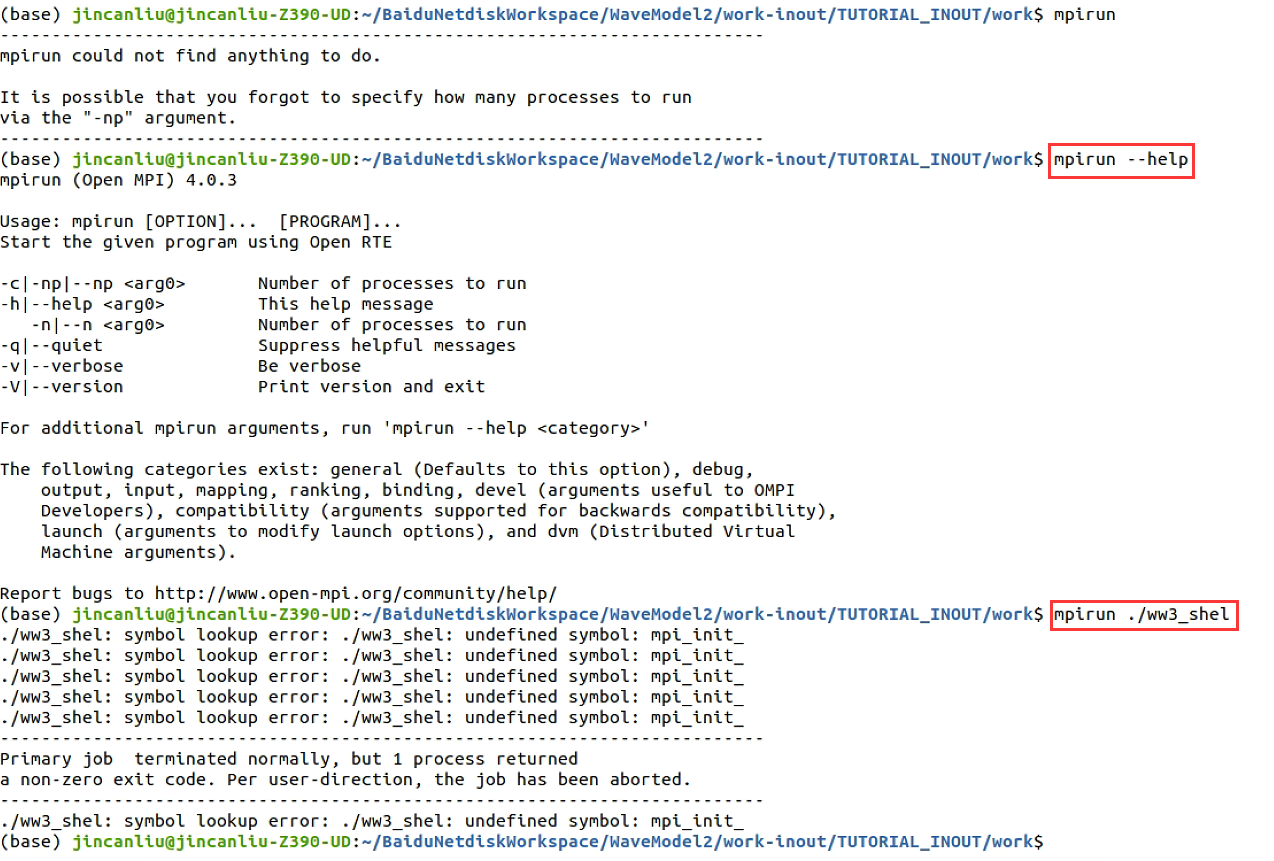 (base) jincanliu@jincanliu-Z390-UD:~/BaiduNetdiskWorkspace/WaveModel2/work-inout/TUTORIAL_INOUT/work$ mpirun
--------------------------------------------------------------------------
mpirun could not find anything to do.

It is possible that you forgot to specify how many processes to run
via the "-np" argument.
--------------------------------------------------------------------------
(base) jincanliu@jincanliu-Z390-UD:~/BaiduNetdiskWorkspace/WaveModel2/work-inout/TUTORIAL_INOUT/work$ mpirun --help
mpirun (Open MPI) 4.0.3

Usage: mpirun [OPTION]...  [PROGRAM]...
Start the given program using Open RTE

-c|-np|--np <arg0>       Number of processes to run
-h|--help <arg0>         This help message
   -n|--n <arg0>         Number of processes to run
-q|--quiet               Suppress helpful messages
-v|--verbose             Be verbose
-V|--version             Print version and exit

For additional mpirun arguments, run 'mpirun --help <category>'

The following categories exist: general (Defaults to this option), debug,
    output, input, mapping, ranking, binding, devel (arguments useful to OMPI
    Developers), compatibility (arguments supported for backwards compatibility),
    launch (arguments to modify launch options), and dvm (Distributed Virtual
    Machine arguments).

Report bugs to http://www.open-mpi.org/community/help/
(base) jincanliu@jincanliu-Z390-UD:~/BaiduNetdiskWorkspace/WaveModel2/work-inout/TUTORIAL_INOUT/work$ mpirun ./ww3_shel
./ww3_shel: symbol lookup error: ./ww3_shel: undefined symbol: mpi_init_
./ww3_shel: symbol lookup error: ./ww3_shel: undefined symbol: mpi_init_
./ww3_shel: symbol lookup error: ./ww3_shel: undefined symbol: mpi_init_
./ww3_shel: symbol lookup error: ./ww3_shel: undefined symbol: mpi_init_
./ww3_shel: symbol lookup error: ./ww3_shel: undefined symbol: mpi_init_
--------------------------------------------------------------------------
Primary job  terminated normally, but 1 process returned
a non-zero exit code. Per user-direction, the job has been aborted.
--------------------------------------------------------------------------
./ww3_shel: symbol lookup error: ./ww3_shel: undefined symbol: mpi_init_
(base) jincanliu@jincanliu-Z390-UD:~/BaiduNetdiskWorkspace/WaveModel2/work-inout/TUTORIAL_INOUT/work$